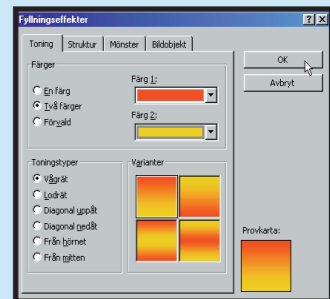 Fyllningseffekter
Toning Struktur Mönster Bildobjekt
OK
Avbryt
Färger
En färg
Två färger
Förvald
Färg 1:
Färg 2:
Toningstyper
Vågrät
Lodrät
Diagonal uppåt
Diagonal nedåt
Från hörnet
Från mitten
Varianter
Provkarta: